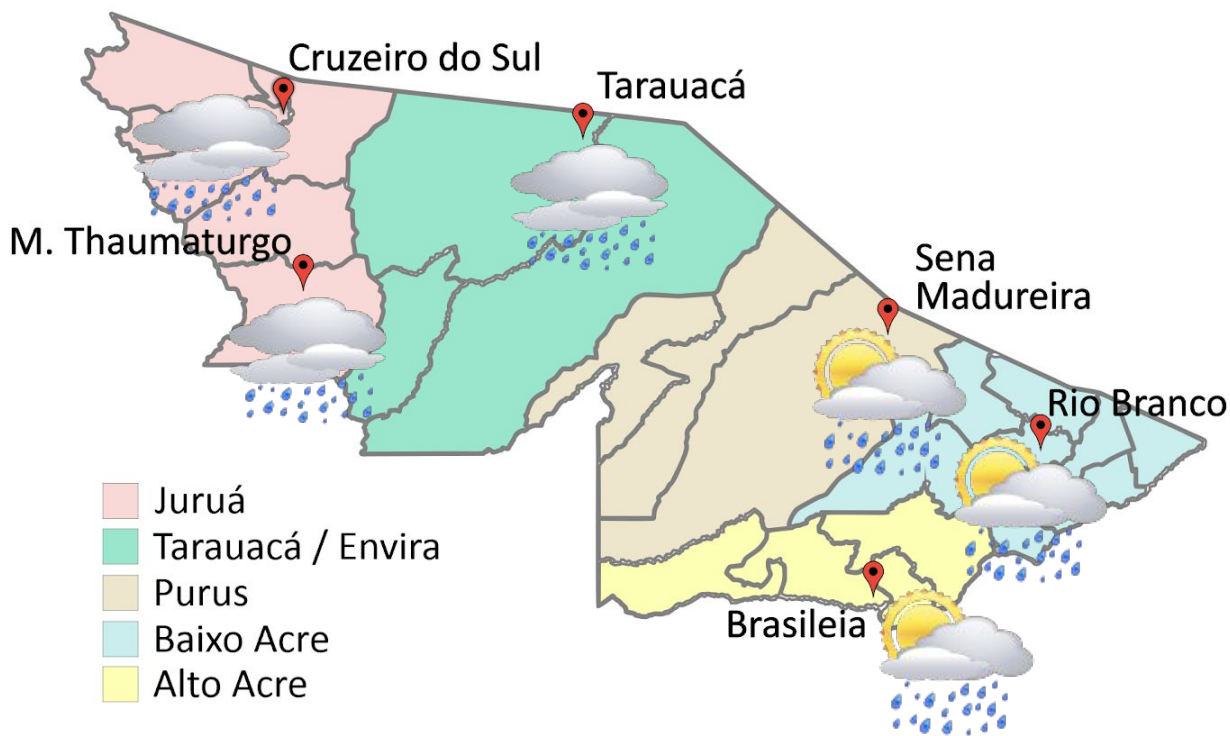 Cruzeiro do Sul
Tarauacá
M. Thaumaturgo
Sena
Madureira
Rio Branco
Brasileia
Juruá
Tarauacá / Envira
Purus
Baixo Acre
Alto Acre